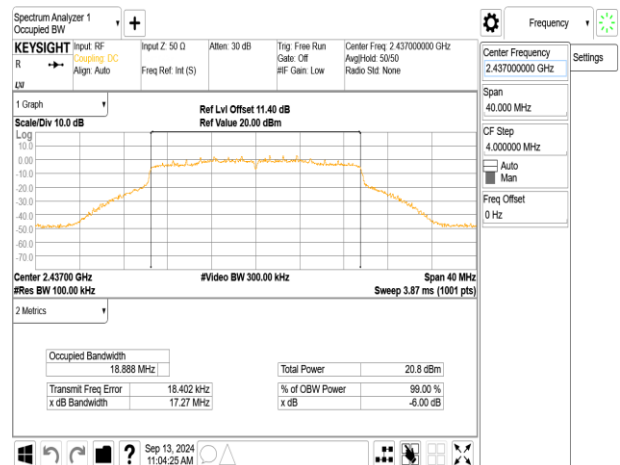 Spectrum Analyzer 1
Occupied BW
Frequency
KEYSIGHT Input: RF Input Z: 50 Ω Atten: 30 dB Trig: Free Run Center Freq: 2.437000000 GHz
Coupling: DC Gate: Off Avg|Hold: 50/50
R Align: Auto Freq Ref: Int (S) #IF Gain: Low Radio Std: None
LXI
Center Frequency
2.437000000 GHz
Settings
Span
40.000 MHz
CF Step
4.000000 MHz
Auto
Man
Freq Offset
0 Hz
1 Graph
Ref Lvl Offset 11.40 dB
Scale/Div 10.0 dB Ref Value 20.00 dBm
Log
10.0
0.00
-10.0
-20.0
-30.0
-40.0
-50.0
-60.0
-70.0
Center 2.43700 GHz #Video BW 300.00 kHz Span 40 MHz
#Res BW 100.00 kHz Sweep 3.87 ms (1001 pts)
2 Metrics
Occupied Bandwidth
18.888 MHz Total Power 20.8 dBm
Transmit Freq Error 18.402 kHz % of OBW Power 99.00 %
x dB Bandwidth 17.27 MHz x dB -6.00 dB
Sep 13, 2024
11:04:25 AM